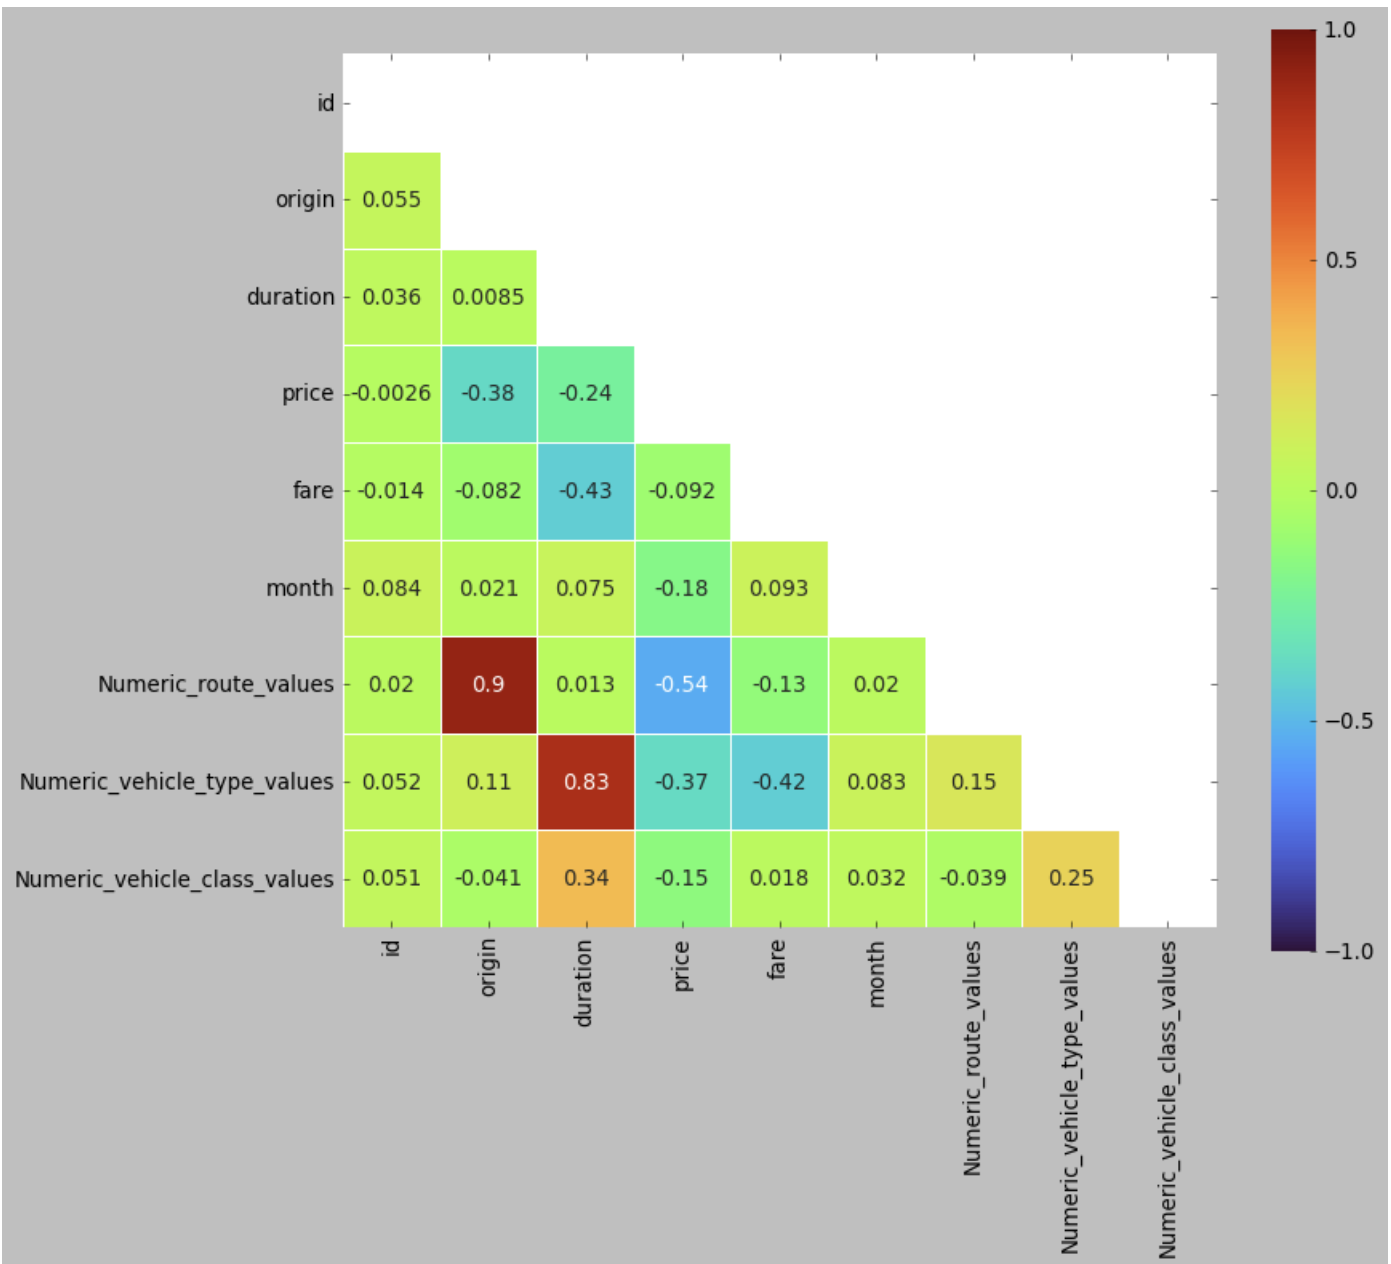 1.0
id
origin 0.055
duration 0.036 0.0085
0.5
price -0.0026 -0.38 -0.24
fare -0.014 -0.082 -0.43 -0.092
0.0
month 0.084 0.021 0.075 -0.18 0.093
Numeric_route_values 0.02 0.9 0.013 -0.54 -0.13 0.02
−0.5
Numeric_vehicle_type_values 0.052 0.11 0.83 -0.37 -0.42 0.083 0.15
Numeric_vehicle_class_values 0.051 -0.041 0.34 -0.15 0.018 0.032 -0.039 0.25
−1.0
id
origin
duration
price
fare
month
Numeric_route_values
Numeric_vehicle_type_values
Numeric_vehicle_class_values